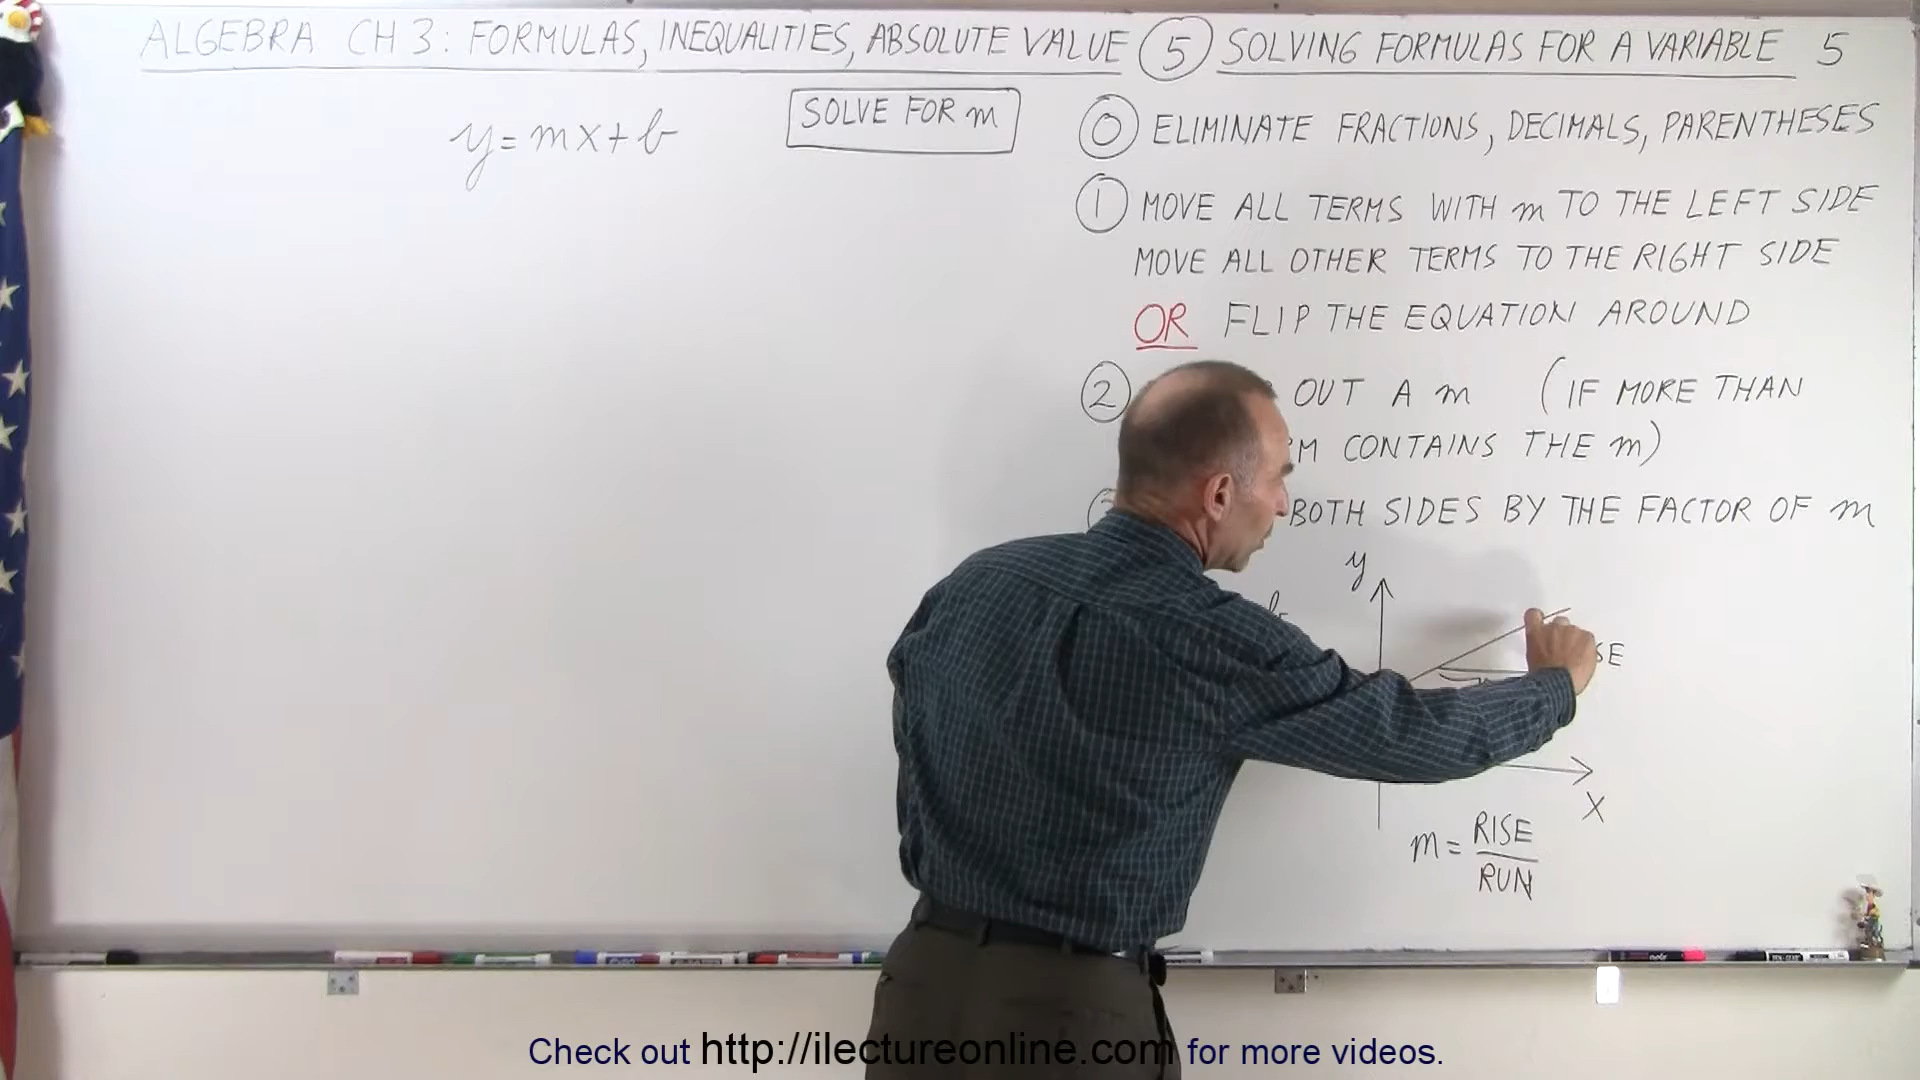 ALGEBRA CH 3: FORMULAS, INEQUALITIES, ABSOLUTE VALUE 5 SOLVING FORMULAS FOR A VARIABLE 5
y = mx + b
SOLVE FOR m
0 ELIMINATE FRACTIONS, DECIMALS, PARENTHESES
1 MOVE ALL TERMS WITH m TO THE LEFT SIDE
MOVE ALL OTHER TERMS TO THE RIGHT SIDE
OR FLIP THE EQUATION AROUND
2 OUT A m (IF MORE THAN
CONTAINS THE m)
BOTH SIDES BY THE FACTOR OF m
y
x
m = RISE
RUN
Check out http://ilectureonline.com for more videos.